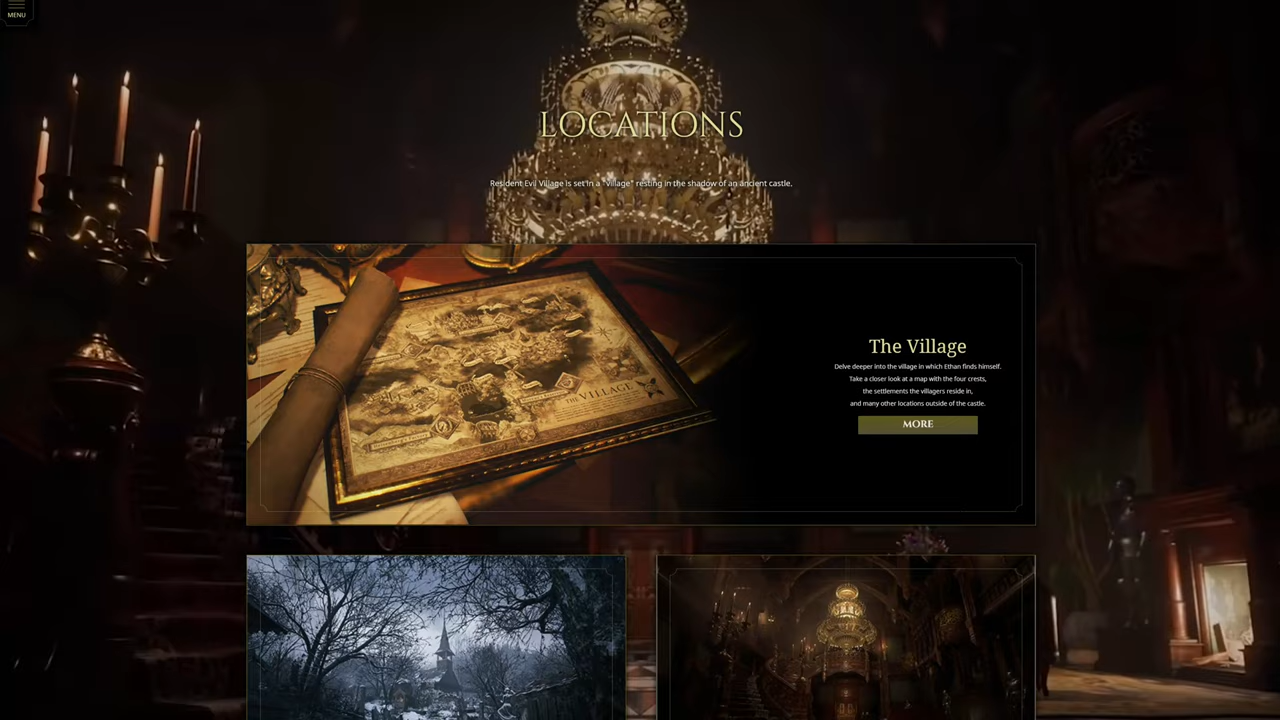 MENU
LOCATIONS
Resident Evil Village is set in a "village" resting in the shadow of an ancient castle.
THE VILLAGE
The Village
Delve deeper into the village in which Ethan finds himself.
Take a closer look at a map with the four crests,
the settlements the villagers reside in,
and many other locations outside of the castle.
MORE